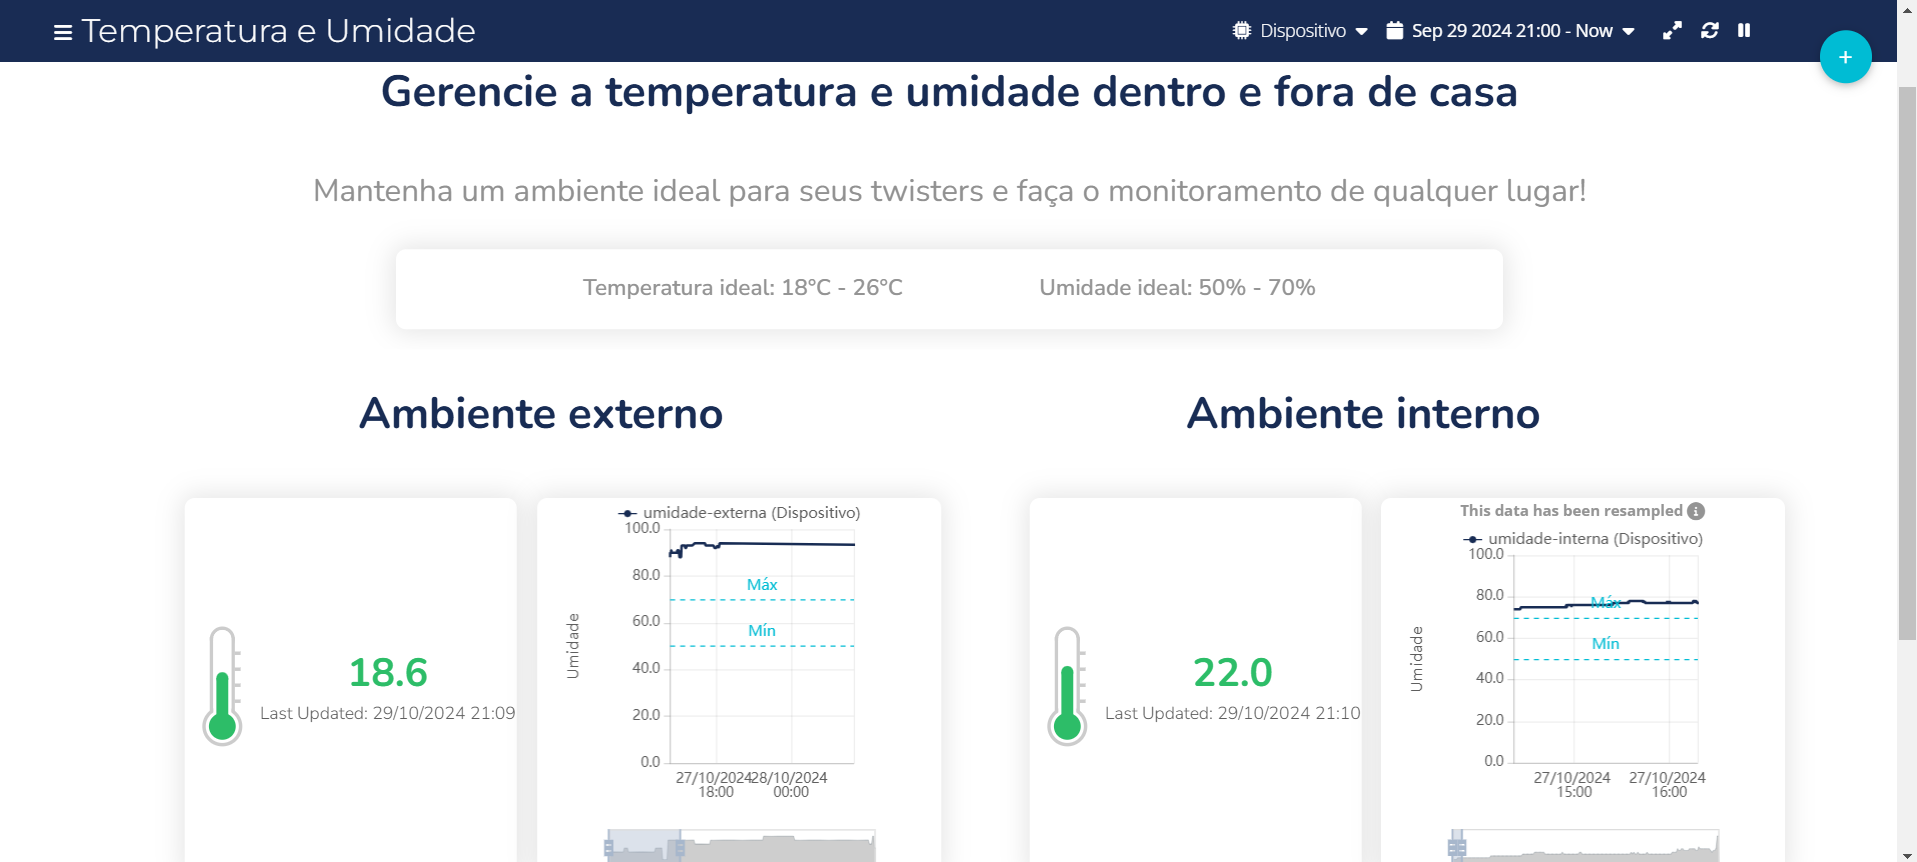 Temperatura e Umidade
Dispositivo
Sep 29 2024 21:00 - Now
+
Gerencie a temperatura e umidade dentro e fora de casa
Mantenha um ambiente ideal para seus twisters e faça o monitoramento de qualquer lugar!
Temperatura ideal: 18°C - 26°C
Umidade ideal: 50% - 70%
Ambiente externo
18.6
Last Updated: 29/10/2024 21:09
umidade-externa (Dispositivo)
100.0
80.0
60.0
40.0
20.0
0.0
Umidade
Máx
Mín
27/10/2024
18:00
28/10/2024
00:00
Ambiente interno
22.0
Last Updated: 29/10/2024 21:10
This data has been resampled
umidade-interna (Dispositivo)
100.0
80.0
60.0
40.0
20.0
0.0
Umidade
Máx
Mín
27/10/2024
15:00
27/10/2024
16:00